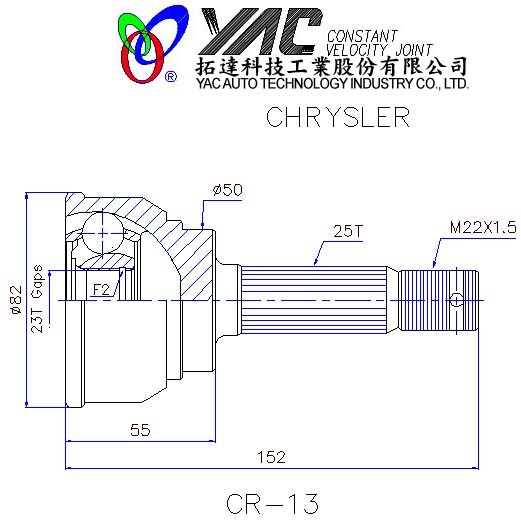 YAC CONSTANT
VELOCITY, JOINT
®
拓達科技工業股份有限公司
YAC AUTO TECHNOLOGY INDUSTRY CO., LTD.
CHRYSLER
ø50
25T
M22X1.5
ø82
23T Gaps
F2
55
152
CR-13